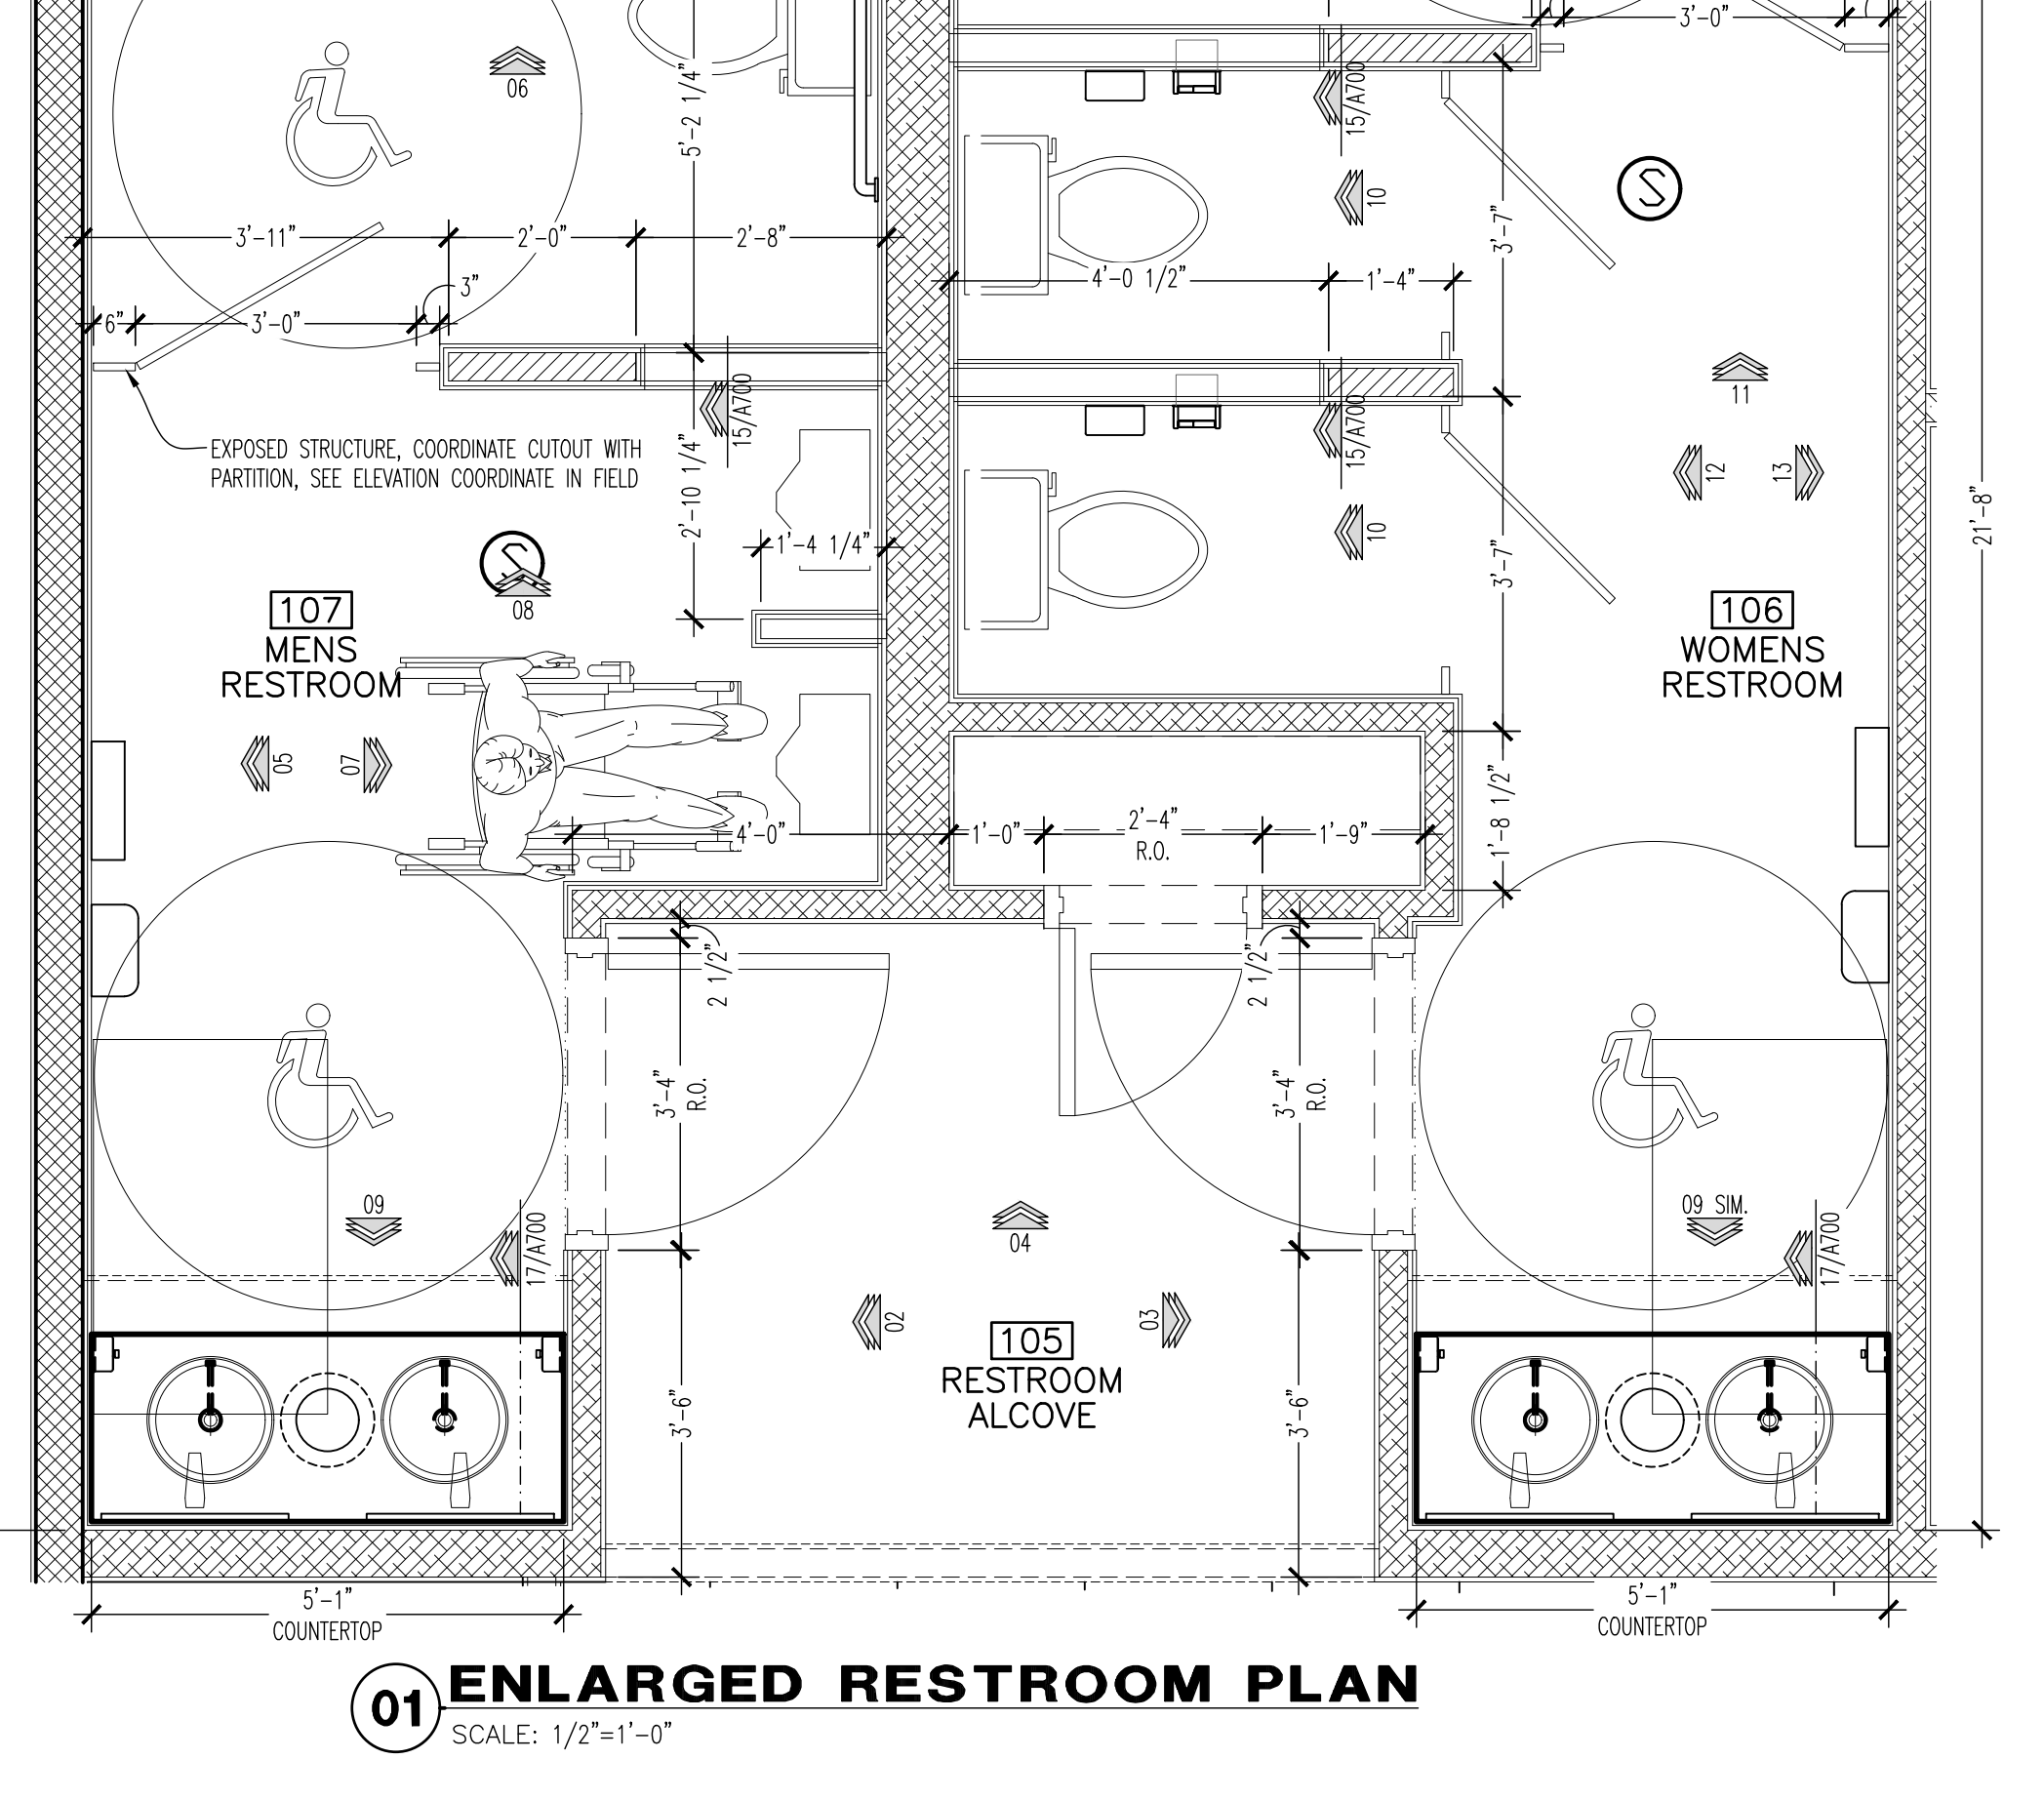 3'-0"
06
5'-2 1/4"
15/A700
10
3'-11"
2'-0"
2'-8"
3'-7"
4'-0 1/2"
1'-4"
3"
6"
3'-0"
15/A700
15/A700
11
EXPOSED STRUCTURE, COORDINATE CUTOUT WITH
PARTITION, SEE ELEVATION COORDINATE IN FIELD
2'-10 1/4"
12
13
21'-8"
S
S
1'-4 1/4"
10
3'-7"
08
107
MENS
RESTROOM
106
WOMENS
RESTROOM
05
07
4'-0"
1'-0"
2'-4"
R.O.
1'-9"
1'-8 1/2"
2 1/2"
2 1/2"
3'-4"
R.O.
3'-4"
R.O.
09
17/A700
04
09 SIM.
17/A700
02
03
105
RESTROOM
ALCOVE
3'-6"
3'-6"
5'-1"
COUNTERTOP
5'-1"
COUNTERTOP
01 ENLARGED RESTROOM PLAN
SCALE: 1/2"=1'-0"